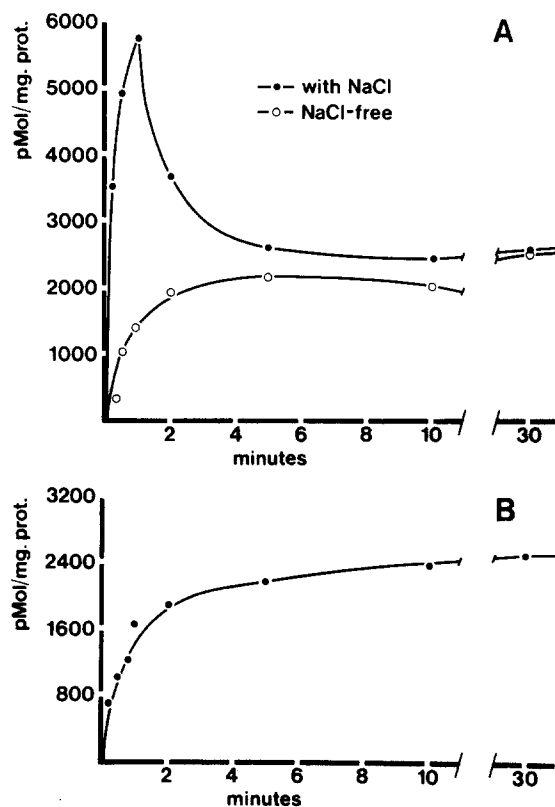 A
6000
5000
4000
3000
2000
1000
pMol/mg. prot.
with NaCl
NaCl-free
2 4 6 8 10 30
minutes
B
3200
2400
1600
800
pMol/mg. prot.
2 4 6 8 10 30
minutes